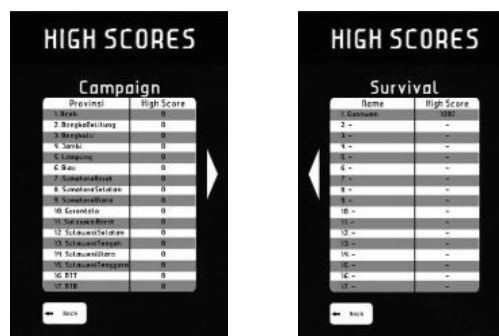 HIGH SCORES
Campaign
Provinsi High Score
1. Aceh 0
2. BangkaBelitung 0
3. Bengkulu 0
4. Jambi 0
5. Lampung 0
6. Riau 0
7. SumateraBarat 0
8. SumateraSelatan 0
9. SumateraUtara 0
10. Gorontalo 0
11. SulawesiBarat 0
12. SulawesiSelatan 0
13. SulawesiTengah 0
14. SulawesiUtara 0
15. SulawesiTenggara 0
16. NTT 0
17. NTB 0
Back
HIGH SCORES
Survival
Name High Score
1. 1000
2. - -
3. - -
4. - -
5. - -
6. - -
7. - -
8. - -
9. - -
10. - -
11. - -
12. - -
13. - -
14. - -
15. - -
16. - -
17. - -
Back